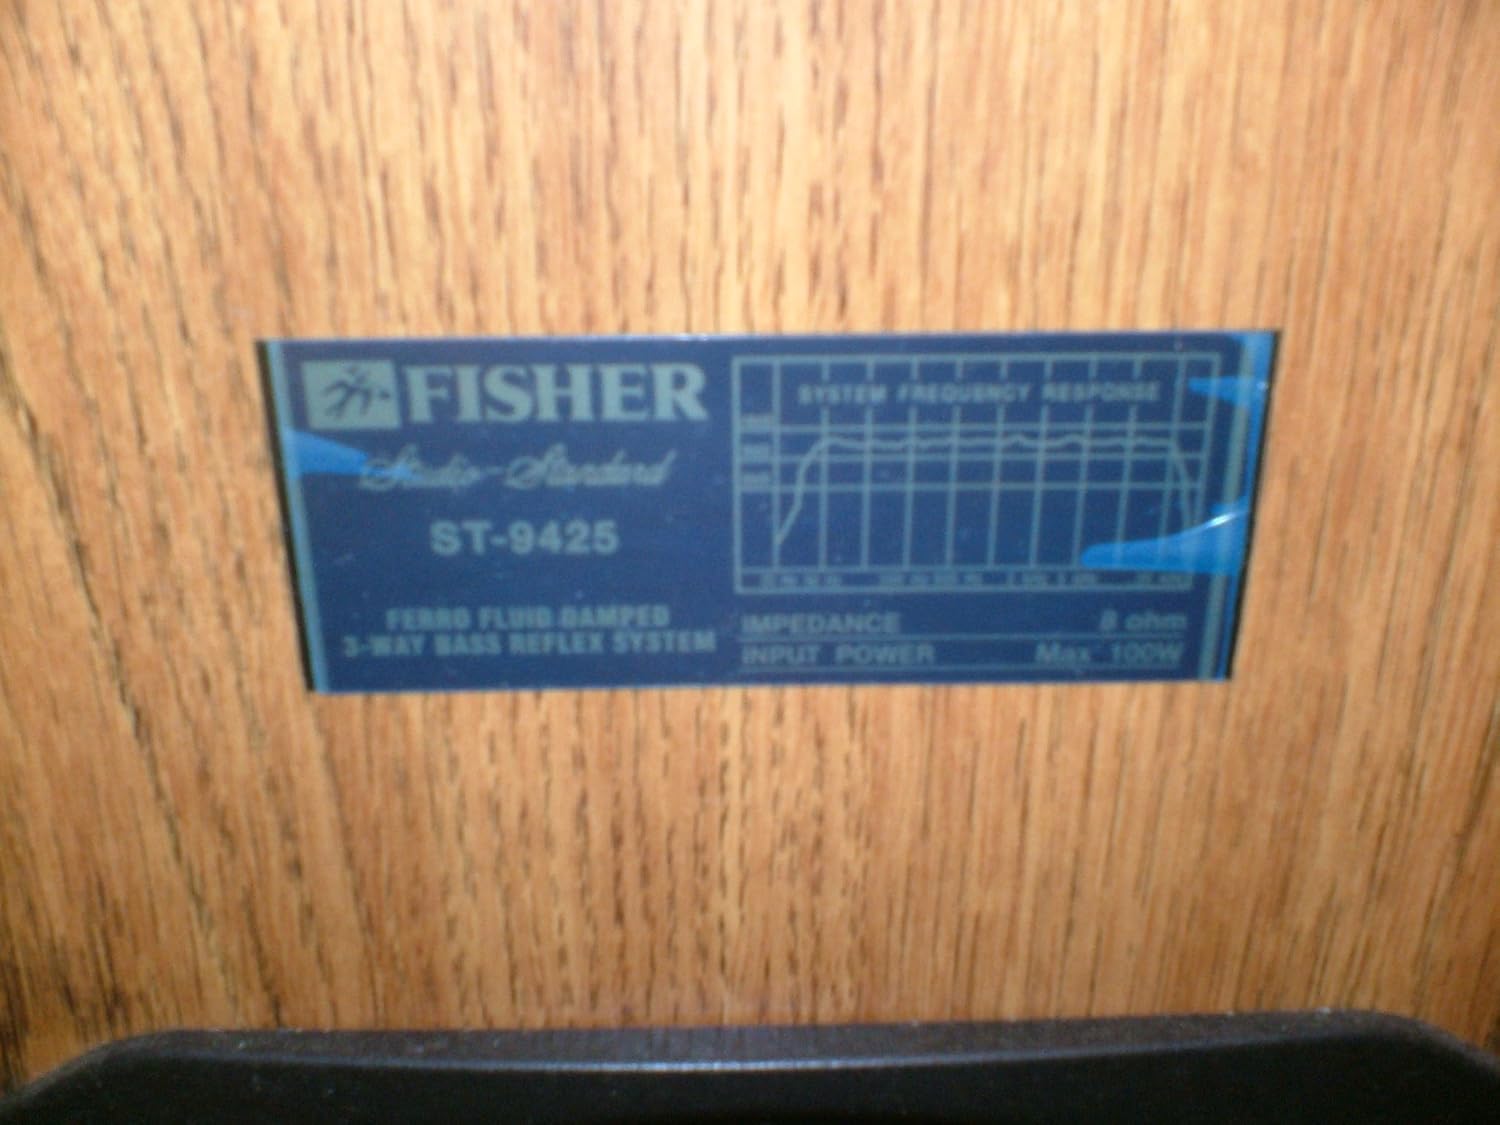 FISHER
Studio-Standard
ST-9425
FERRO FLUID DAMPED
3-WAY BASS REFLEX SYSTEM
SYSTEM FREQUENCY RESPONSE
IMPEDANCE 8 ohm
INPUT POWER Max 100W